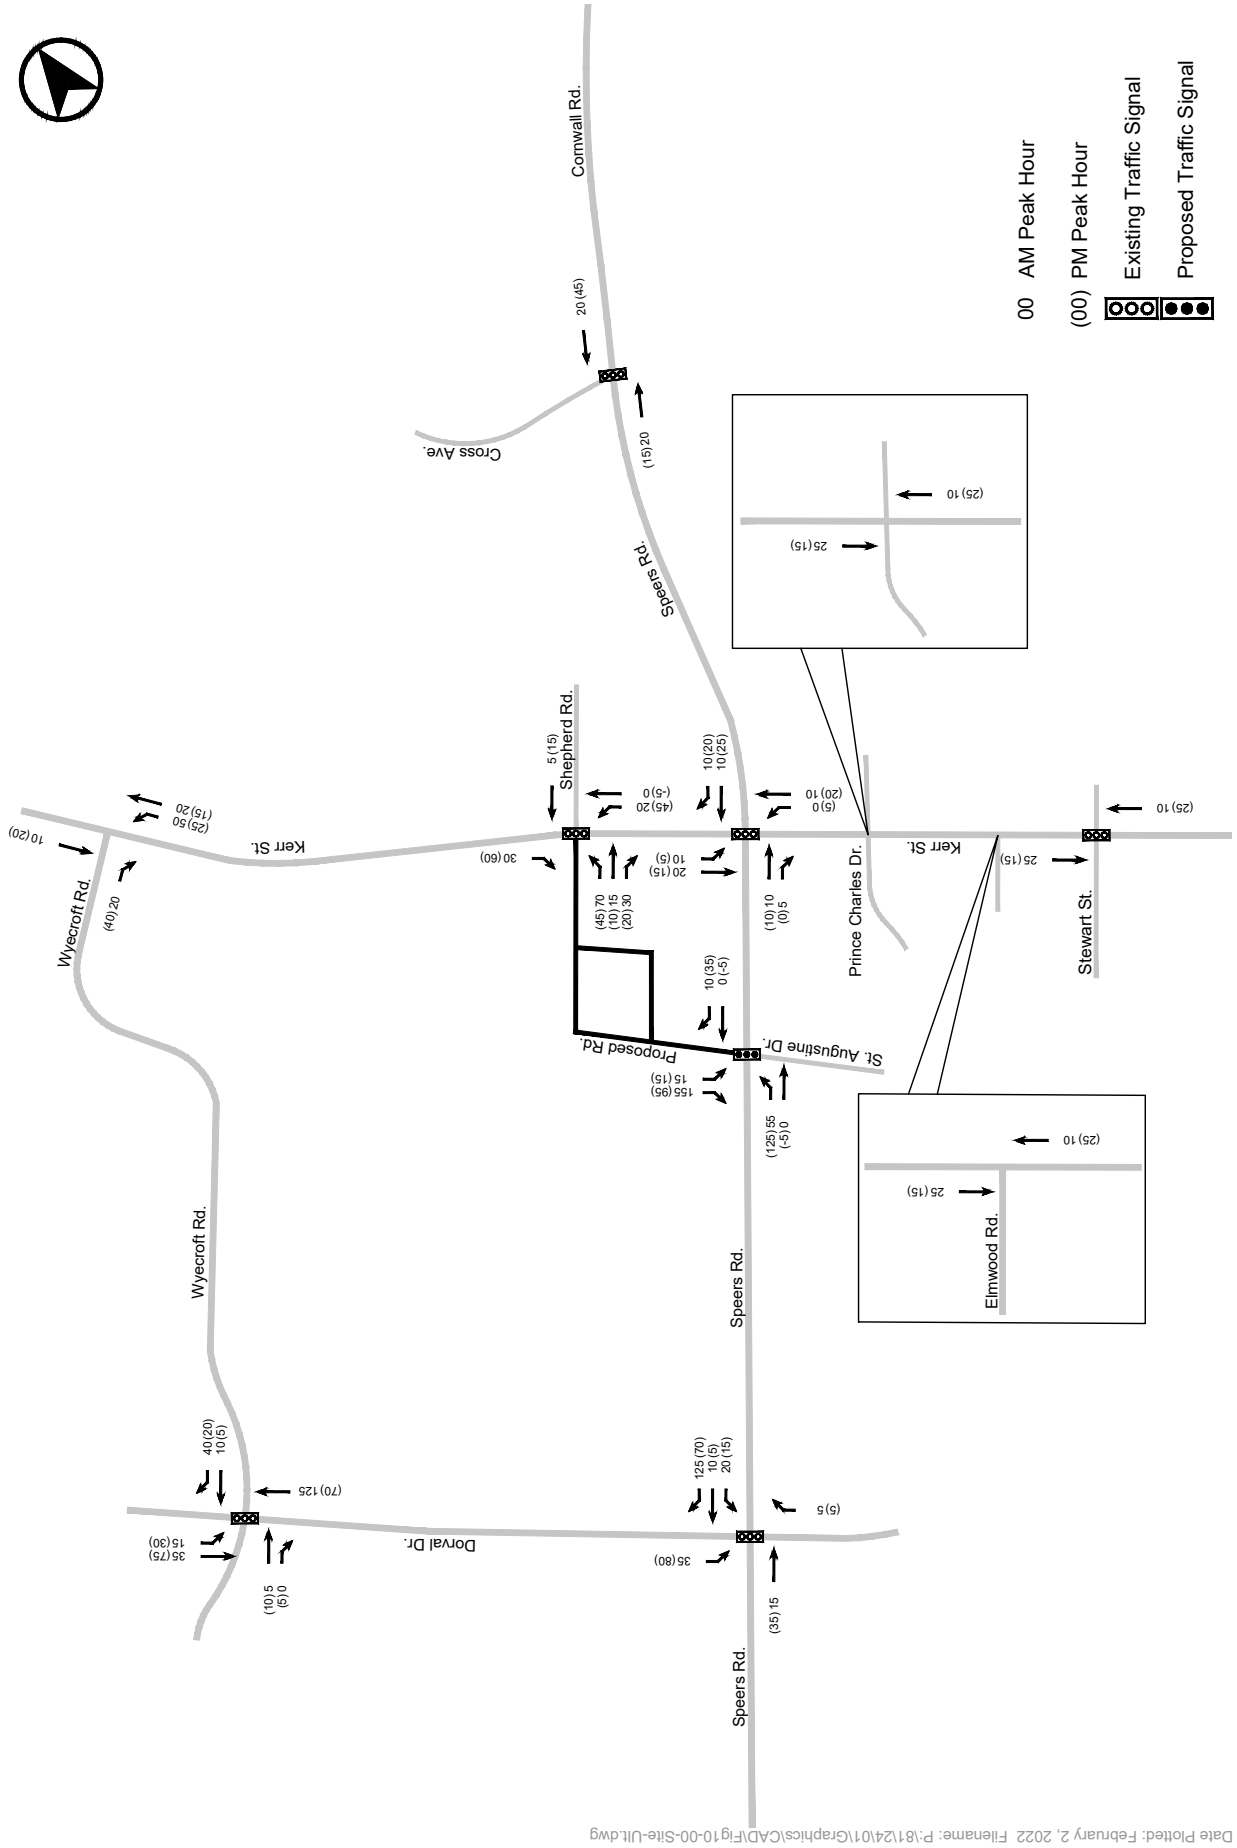 Cornwall Rd.
20 (45)
Cross Ave.
(15) 20
Speers Rd.
00 AM Peak Hour
(00) PM Peak Hour
Existing Traffic Signal
Proposed Traffic Signal
(25) 10
25 (15)
5 (15)
Shepherd Rd.
10 (20)
10 (25)
(15) 20
(25) 50
10 (20)
Kerr St.
Wyecroft Rd.
(40) 20
30 (60)
(-5) 0
(45) 20
(45) 70
(10) 15
(20) 30
10 (5)
20 (15)
(20) 10
(5) 0
(10) 10
(0) 5
Prince Charles Dr.
Kerr St.
25 (15)
(25) 10
Stewart St.
10 (35)
0 (-5)
Proposed Rd.
St. Augustine Dr.
15 (15)
155 (95)
(125) 55
(-5) 0
(25) 10
25 (15)
Elmwood Rd.
Wyecroft Rd.
Speers Rd.
40 (20)
10 (5)
(70) 125
15 (30)
35 (75)
(10) 5
(5) 0
Dorval Dr.
125 (70)
10 (5)
20 (15)
(5) 5
35 (80)
(35) 15
Speers Rd.
Date Plotted: February 2, 2022 Filename: P:\81\24\01\Graphics\CAD\Fig10-00-Site-Ult.dwg